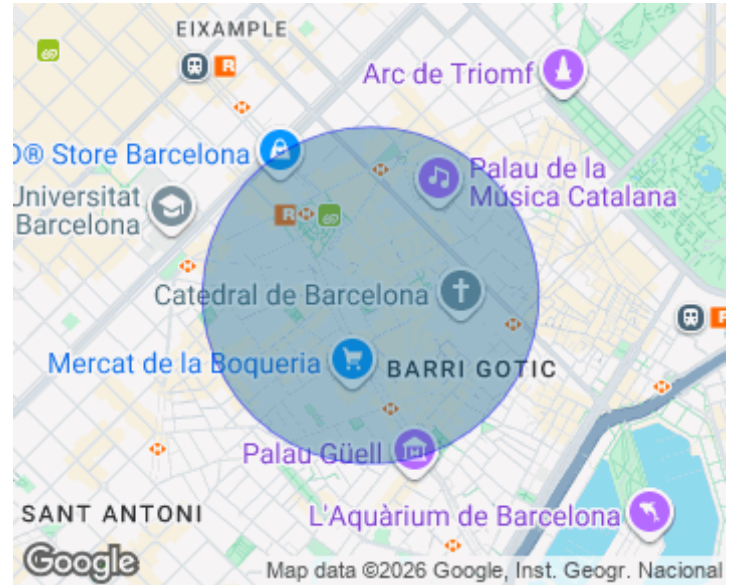 EIXAMPLE
R
Arc de Triomf
O® Store Barcelona
Palau de la
Música Catalana
Universitat
Barcelona
R
Catedral de Barcelona
R
Mercat de la Boqueria
BARRI GOTIC
Palau Güell
SANT ANTONI
L'Aquàrium de Barcelona
Google
Map data ©2026 Google, Inst. Geogr. Nacional